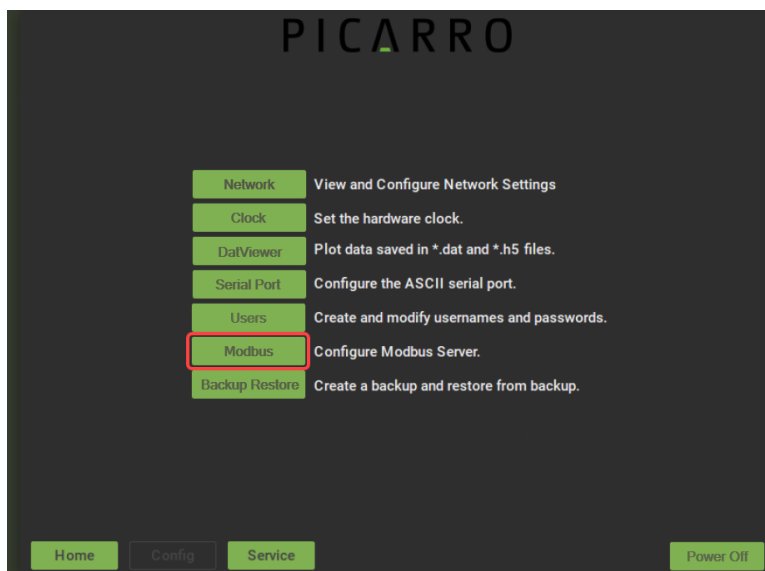 PICARRO
Network View and Configure Network Settings
Clock Set the hardware clock.
DatViewer Plot data saved in *.dat and *.h5 files.
Serial Port Configure the ASCII serial port.
Users Create and modify usernames and passwords.
Modbus Configure Modbus Server.
Backup Restore Create a backup and restore from backup.
Home Config Service Power Off